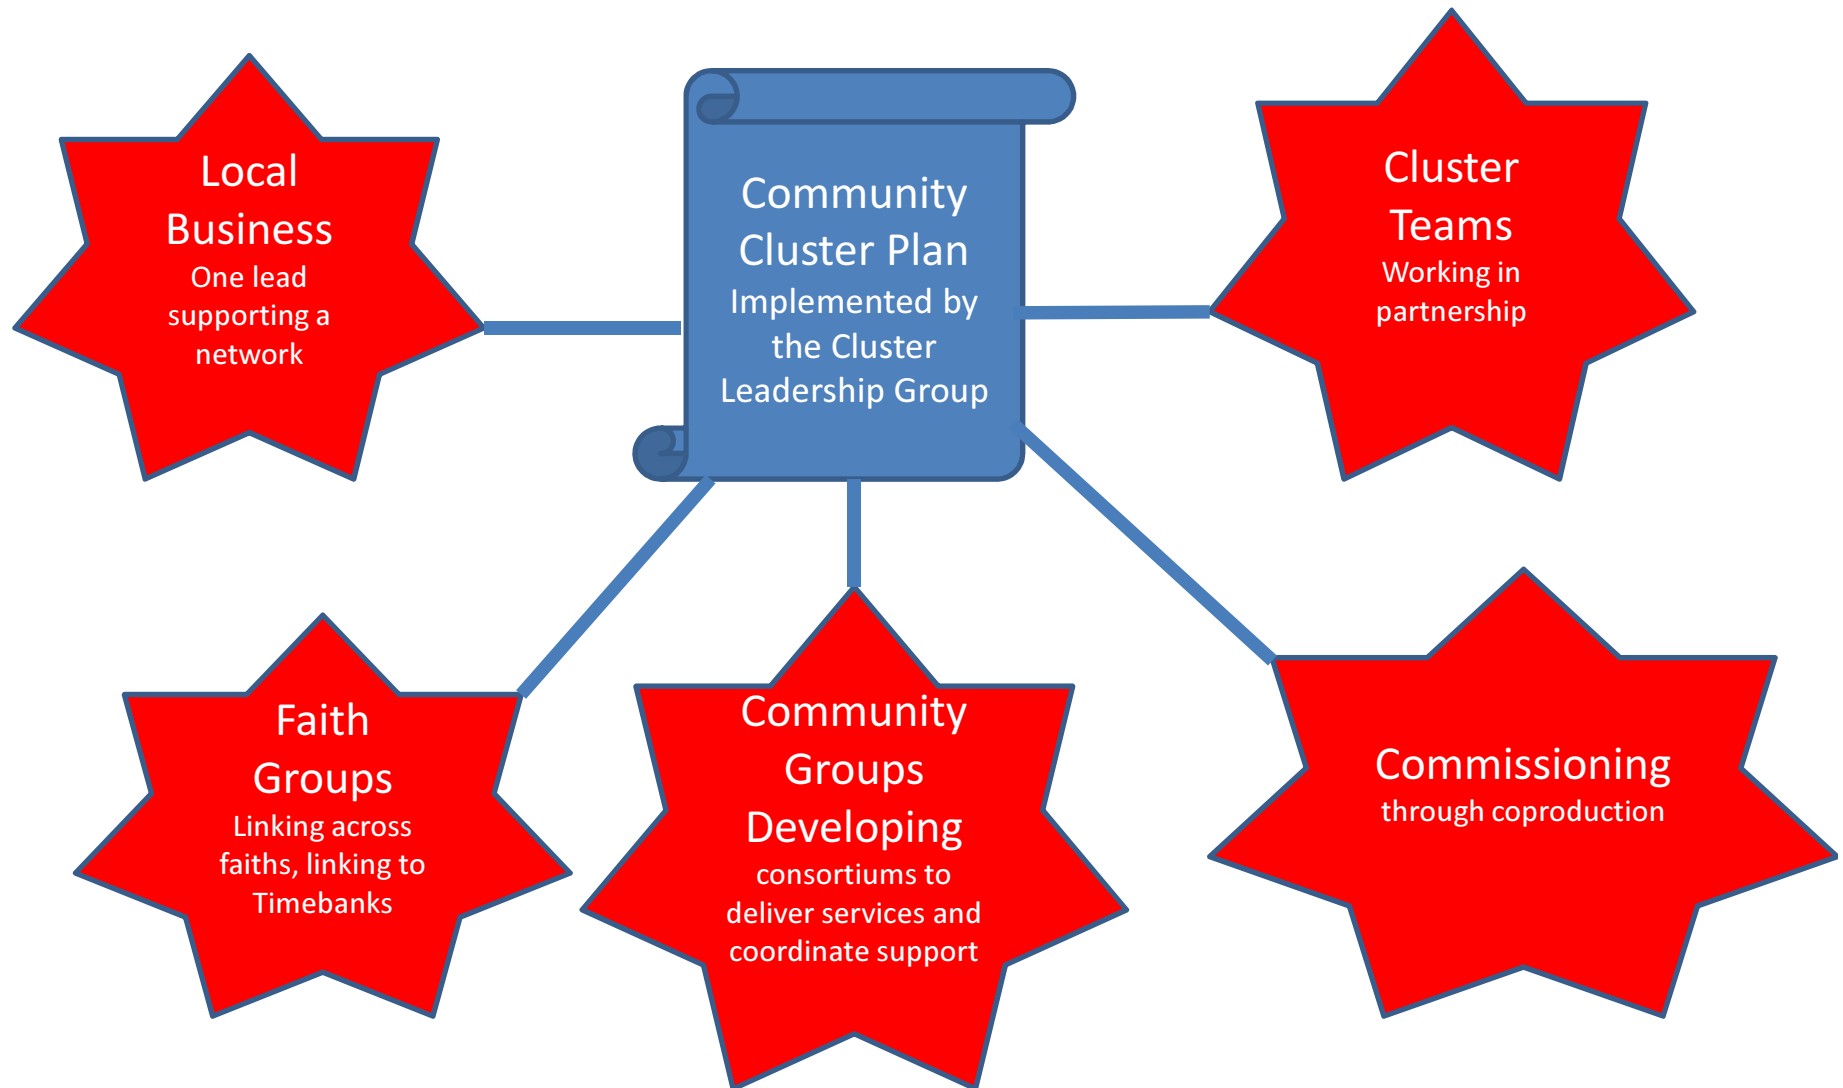 Local
Business
One lead
supporting a
network
Community
Cluster Plan
Implemented by
the Cluster
Leadership Group
Cluster
Teams
Working in
partnership
Faith
Groups
Linking across
faiths, linking to
Timebanks
Community
Groups
Developing
consortiums to
deliver services and
coordinate support
Commissioning
through coproduction